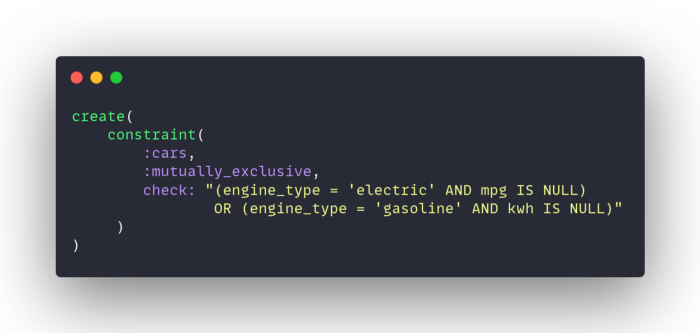 create(
    constraint(
        :cars,
        :mutually_exclusive,
        check: "(engine_type = 'electric' AND mpg IS NULL)
                OR (engine_type = 'gasoline' AND kwh IS NULL)"
     )
)